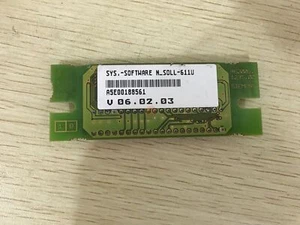 SYS.-SOFTWARE N_SOLL-611U
A5E00188561
V 06.02.03